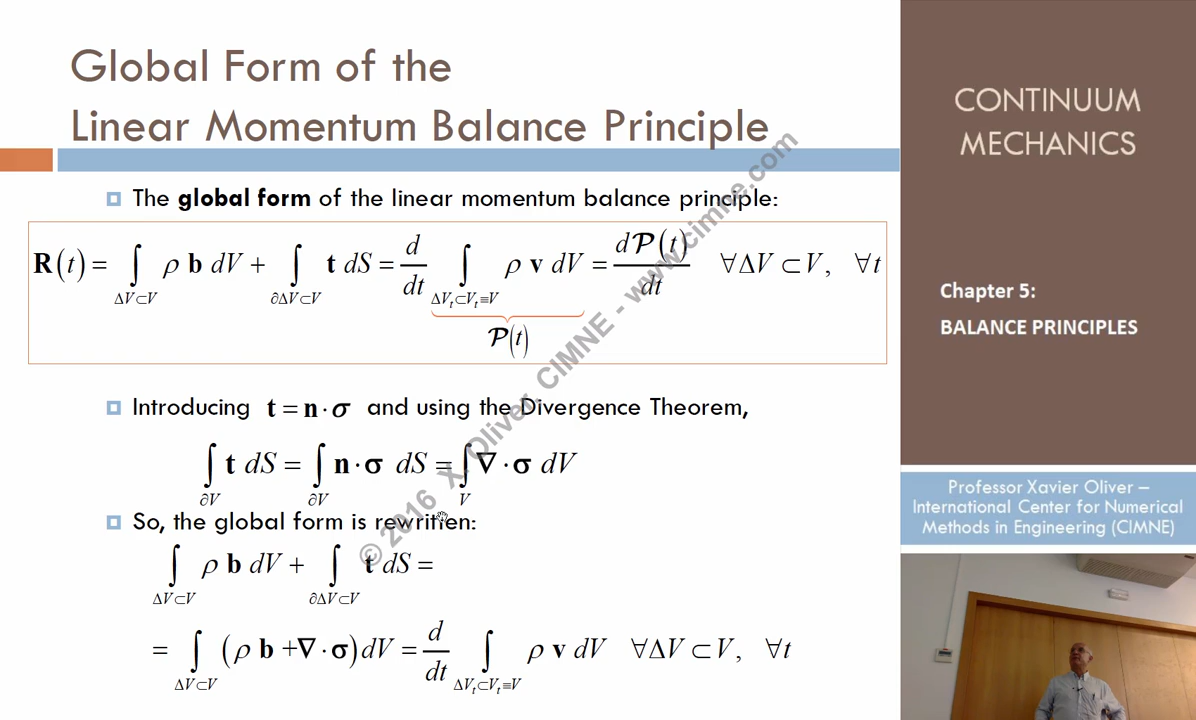 Global Form of the
Linear Momentum Balance Principle
The global form of the linear momentum balance principle:
R(t) = ∫_{ΔV⊂V} ρ b dV + ∫_{∂ΔV⊂V} t dS = d/dt ∫_{ΔV_t⊂V_t≡V} ρ v dV = d𝒫(t)/dt ∀ΔV ⊂ V, ∀t
𝒫(t)
Introducing t = n · σ and using the Divergence Theorem,
∫_{∂V} t dS = ∫_{∂V} n · σ dS = ∫_V ∇ · σ dV
So, the global form is rewritten:
∫_{ΔV⊂V} ρ b dV + ∫_{∂ΔV⊂V} t dS =
= ∫_{ΔV⊂V} (ρ b + ∇ · σ) dV = d/dt ∫_{ΔV_t⊂V_t≡V} ρ v dV ∀ΔV ⊂ V, ∀t
© 2016 X. Oliver, CIMNE - www.cimne.com
CONTINUUM
MECHANICS
Chapter 5:
BALANCE PRINCIPLES
Professor Xavier Oliver –
International Center for Numerical
Methods in Engineering (CIMNE)